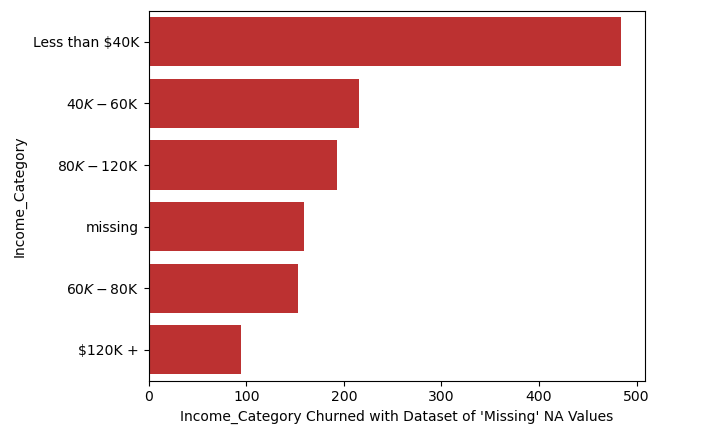 Less than $40K
40K − 60K
80K − 120K
missing
60K − 80K
$120K +
Income_Category
0 100 200 300 400 500
Income_Category Churned with Dataset of 'Missing' NA Values